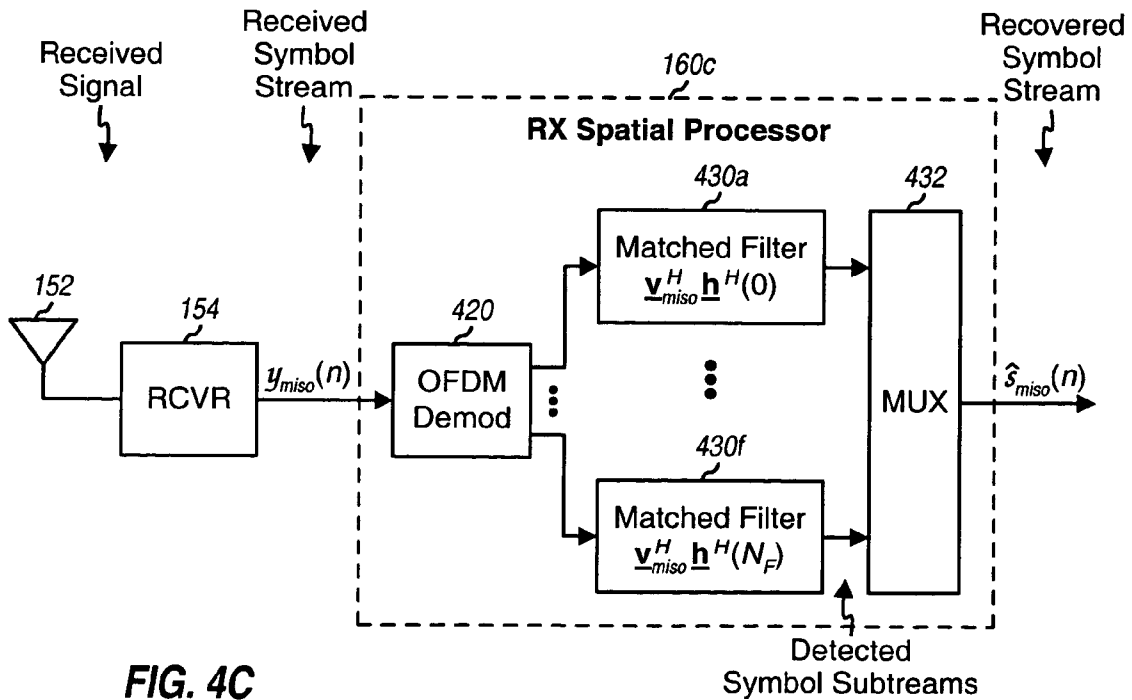 Received
Signal
Received
Symbol
Stream
Recovered
Symbol
Stream
160c
RX Spatial Processor
430a
432
Matched Filter
v^H_miso h^H(0)
152
154
420
RCVR
y_miso(n)
OFDM
Demod
MUX
ŝ_miso(n)
430f
Matched Filter
v^H_miso h^H(N_F)
Detected
Symbol Substreams
FIG. 4C